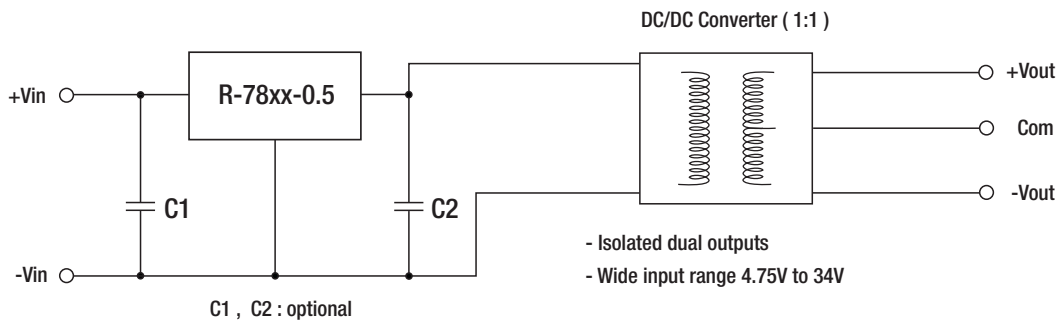 DC/DC Converter ( 1:1 )
+Vin
R-78xx-0.5
+Vout
Com
-Vout
C1
C2
-Vin
- Isolated dual outputs
- Wide input range 4.75V to 34V
C1 , C2 : optional